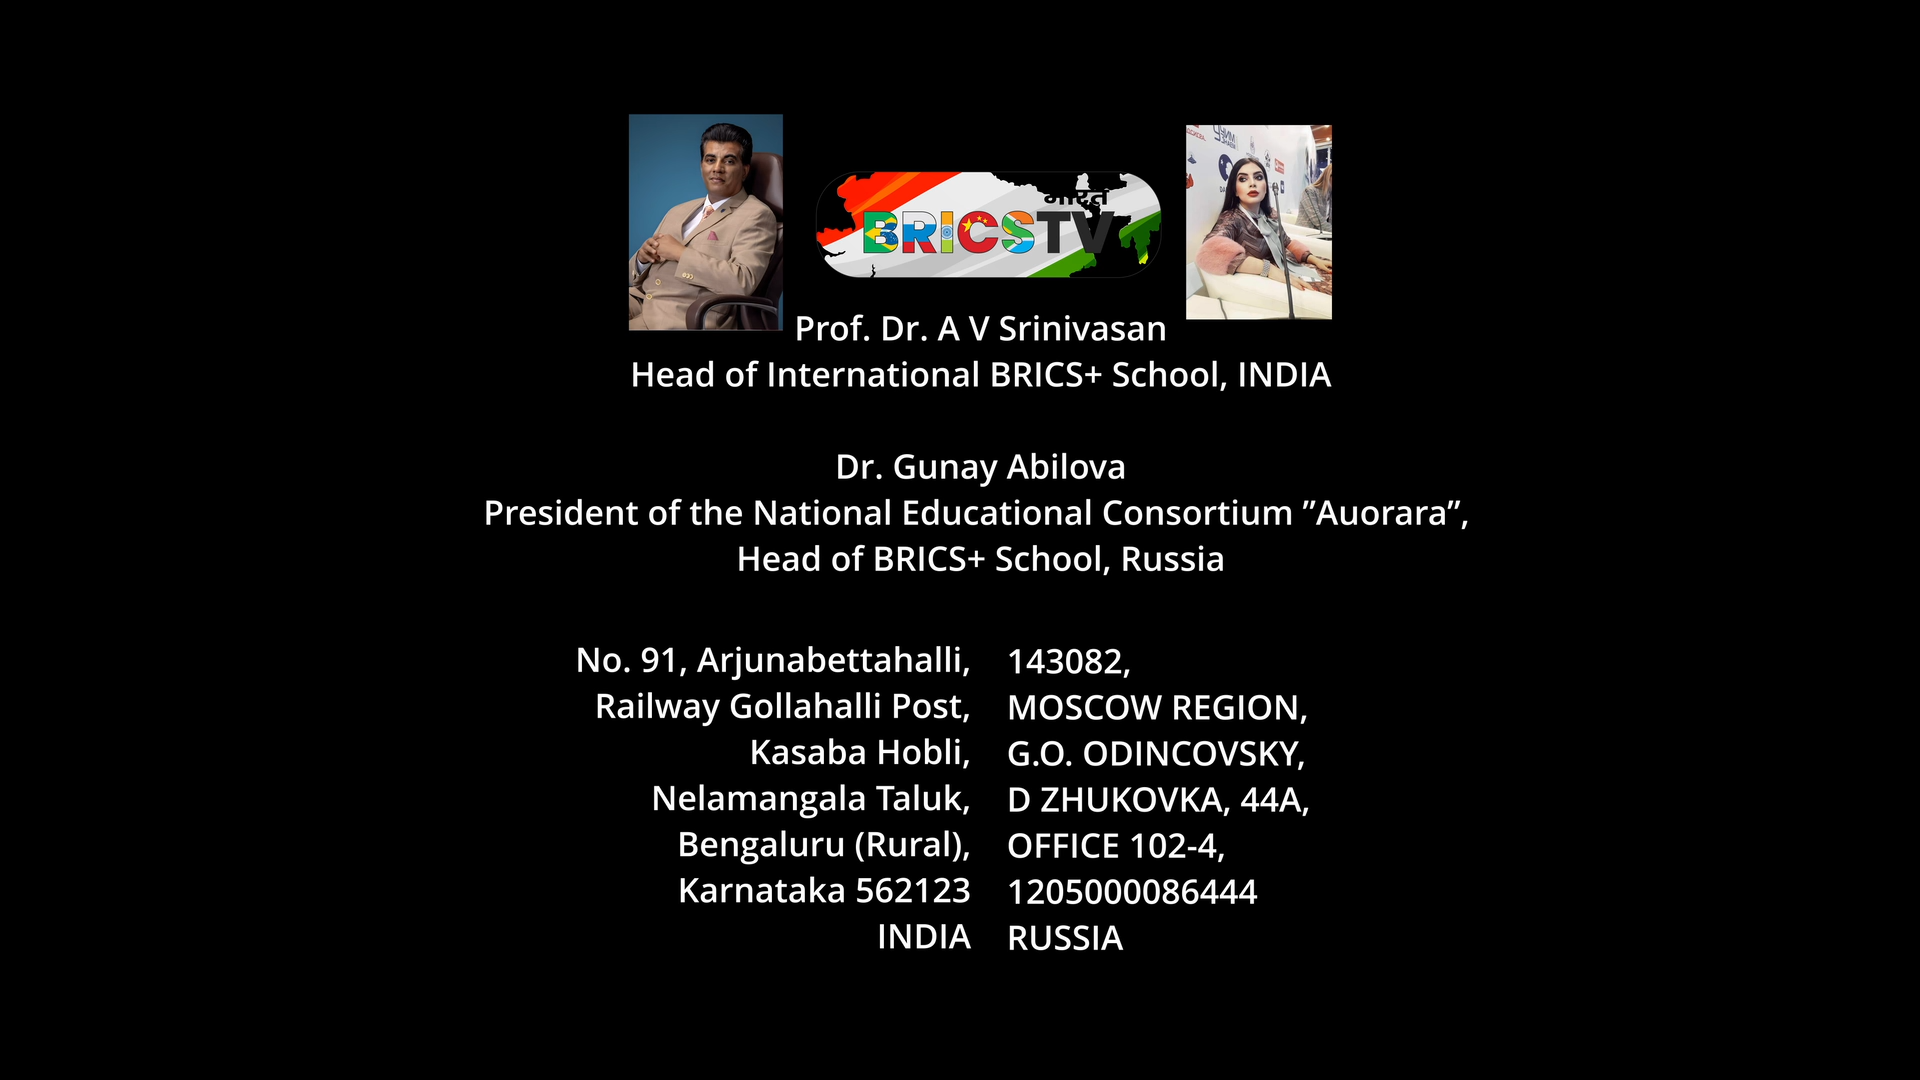 भारत
BRICSTV
Prof. Dr. A V Srinivasan
Head of International BRICS+ School, INDIA
Dr. Gunay Abilova
President of the National Educational Consortium ”Auorara”,
Head of BRICS+ School, Russia
No. 91, Arjunabettahalli,
Railway Gollahalli Post,
Kasaba Hobli,
Nelamangala Taluk,
Bengaluru (Rural),
Karnataka 562123
INDIA
143082,
MOSCOW REGION,
G.O. ODINCOVSKY,
D ZHUKOVKA, 44A,
OFFICE 102-4,
1205000086444
RUSSIA